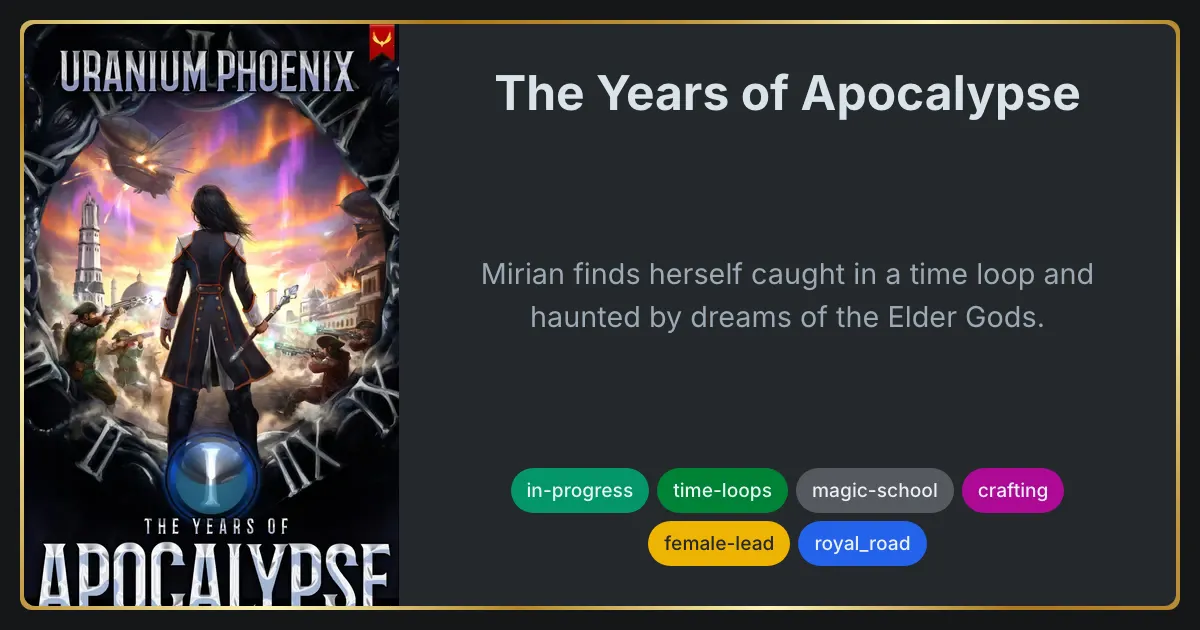 URANIUM PHOENIX
I
THE YEARS OF
APOCALYPSE
The Years of Apocalypse
Mirian finds herself caught in a time loop and
haunted by dreams of the Elder Gods.
in-progress
time-loops
magic-school
crafting
female-lead
royal_road